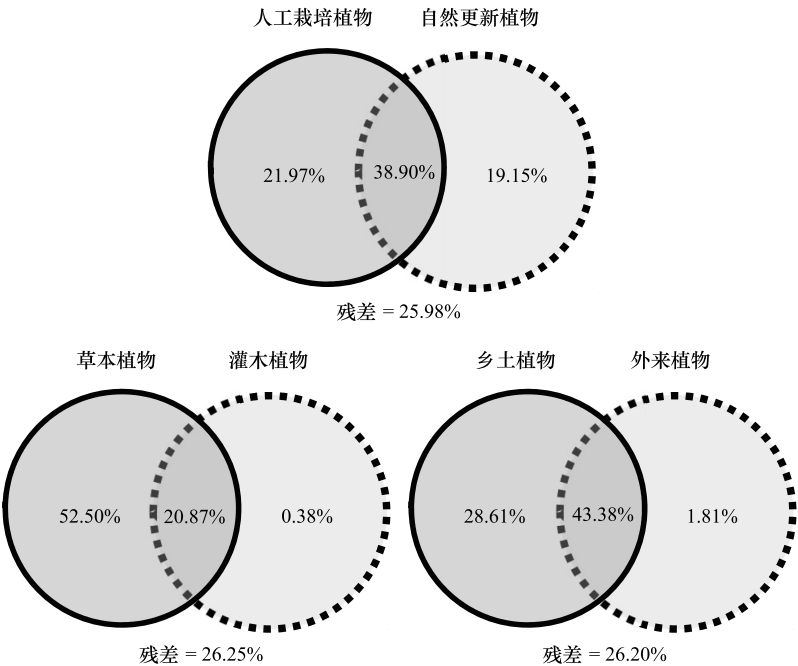 人工栽培植物 自然更新植物
21.97% 38.90% 19.15%
残差 = 25.98%
草本植物 灌木植物 乡土植物 外来植物
52.50% 20.87% 0.38% 28.61% 43.38% 1.81%
残差 = 26.25% 残差 = 26.20%